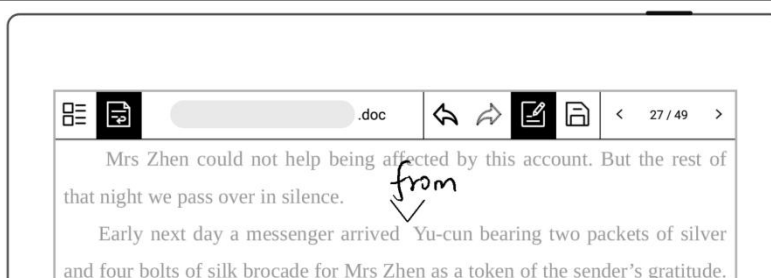 .doc 27 / 49
Mrs Zhen could not help being affected by this account. But the rest of
that night we pass over in silence.
from
Early next day a messenger arrived Yu-cun bearing two packets of silver
and four bolts of silk brocade for Mrs Zhen as a token of the sender's gratitude.